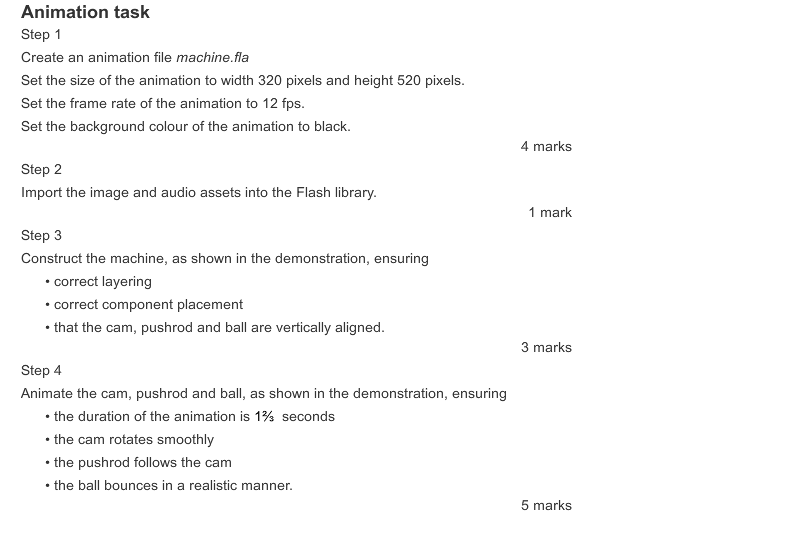 Animation task
Step 1
Create an animation file machine.fla
Set the size of the animation to width 320 pixels and height 520 pixels.
Set the frame rate of the animation to 12 fps.
Set the background colour of the animation to black.
4 marks
Step 2
Import the image and audio assets into the Flash library.
1 mark
Step 3
Construct the machine, as shown in the demonstration, ensuring
• correct layering
• correct component placement
• that the cam, pushrod and ball are vertically aligned.
3 marks
Step 4
Animate the cam, pushrod and ball, as shown in the demonstration, ensuring
• the duration of the animation is 1⅔ seconds
• the cam rotates smoothly
• the pushrod follows the cam
• the ball bounces in a realistic manner.
5 marks